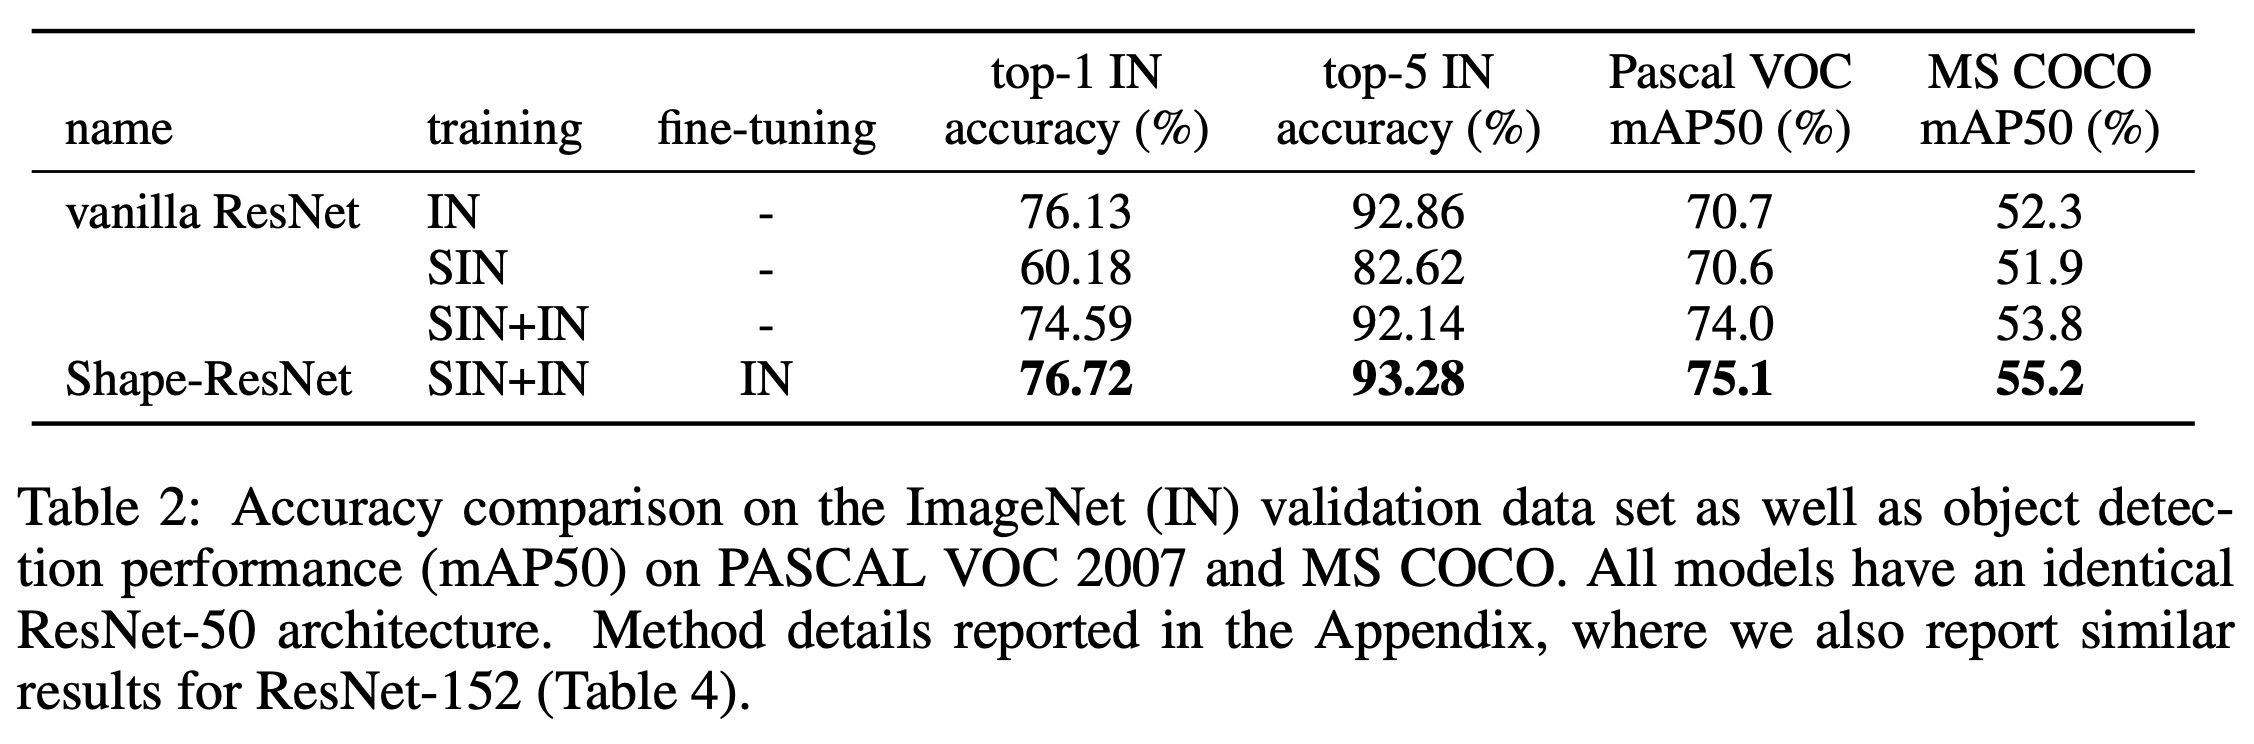 name training fine-tuning top-1 IN accuracy (%) top-5 IN accuracy (%) Pascal VOC mAP50 (%) MS COCO mAP50 (%)
vanilla ResNet IN - 76.13 92.86 70.7 52.3
SIN - 60.18 82.62 70.6 51.9
SIN+IN - 74.59 92.14 74.0 53.8
Shape-ResNet SIN+IN IN 76.72 93.28 75.1 55.2
Table 2: Accuracy comparison on the ImageNet (IN) validation data set as well as object detec-
tion performance (mAP50) on PASCAL VOC 2007 and MS COCO. All models have an identical
ResNet-50 architecture. Method details reported in the Appendix, where we also report similar
results for ResNet-152 (Table 4).